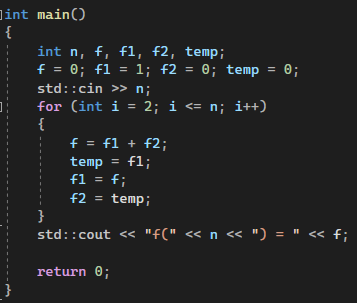 int main()
{
int n, f, f1, f2, temp;
f = 0; f1 = 1; f2 = 0; temp = 0;
std::cin >> n;
for (int i = 2; i <= n; i++)
{
f = f1 + f2;
temp = f1;
f1 = f;
f2 = temp;
}
std::cout << "f(" << n << ") = " << f;
return 0;
}